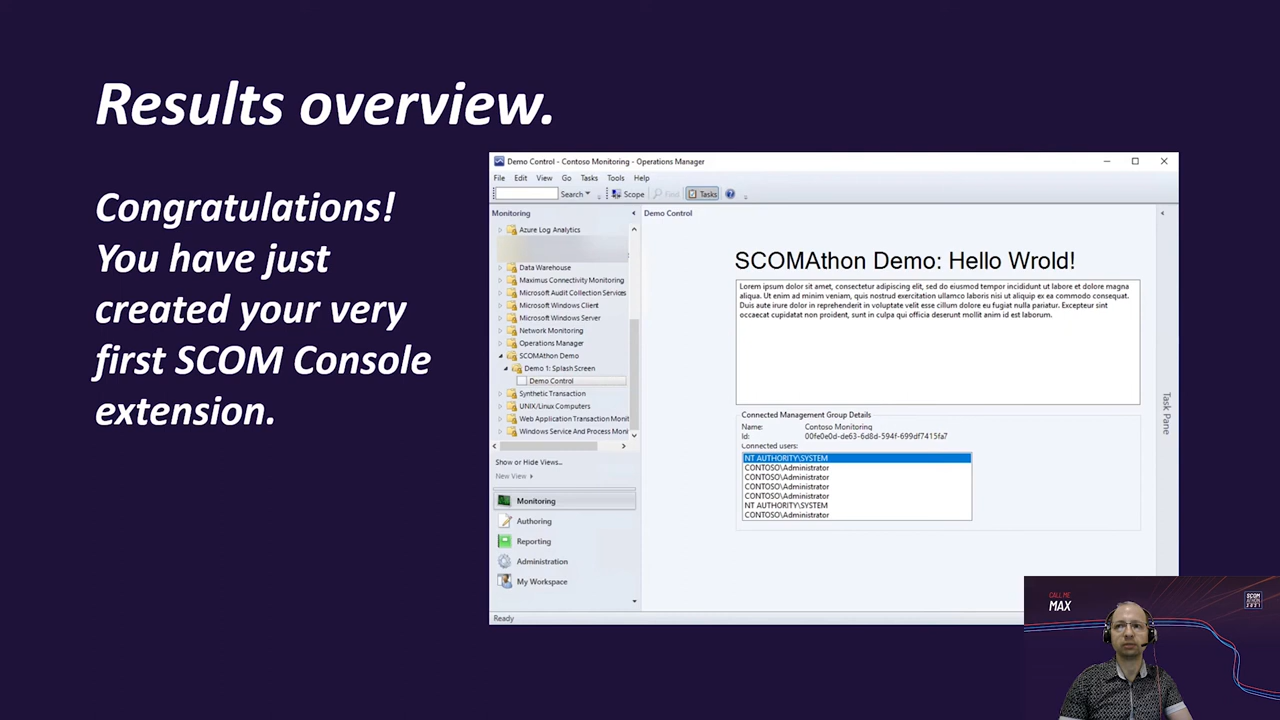 Results overview.
Congratulations!
You have just
created your very
first SCOM Console
extension.
Demo Control - Contoso Monitoring - Operations Manager
File Edit View Go Tasks Tools Help
Search Scope Find Tasks
Monitoring
Azure Log Analytics
Data Warehouse
Maximus Connectivity Monitoring
Microsoft Audit Collection Services
Microsoft Windows Client
Microsoft Windows Server
Network Monitoring
Operations Manager
SCOMAthon Demo
Demo 1: Splash Screen
Demo Control
Synthetic Transaction
UNIX/Linux Computers
Web Application Transaction Monit
Windows Service And Process Moni
Show or Hide Views...
New View
Monitoring
Authoring
Reporting
Administration
My Workspace
Ready
Demo Control
SCOMAthon Demo: Hello Wrold!
Lorem ipsum dolor sit amet, consectetur adipiscing elit, sed do eiusmod tempor incididunt ut labore et dolore magna
aliqua. Ut enim ad minim veniam, quis nostrud exercitation ullamco laboris nisi ut aliquip ex ea commodo consequat.
Duis aute irure dolor in reprehenderit in voluptate velit esse cillum dolore eu fugiat nulla pariatur. Excepteur sint
occaecat cupidatat non proident, sunt in culpa qui officia deserunt mollit anim id est laborum.
Connected Management Group Details
Name: Contoso Monitoring
Id: 00fe0e0d-de63-6d8d-594f-699df7415fa7
Connected users:
NT AUTHORITY\SYSTEM
CONTOSO\Administrator
CONTOSO\Administrator
CONTOSO\Administrator
CONTOSO\Administrator
NT AUTHORITY\SYSTEM
CONTOSO\Administrator
Task Pane
CALL ME
MAX
SCOM
ATHON
2021